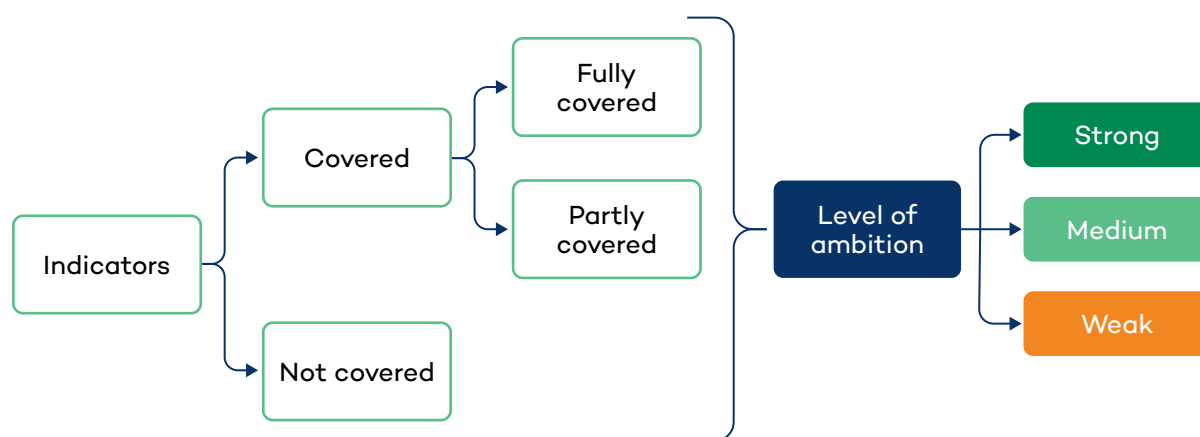 Indicators
Covered
Not covered
Fully
covered
Partly
covered
Level of
ambition
Strong
Medium
Weak